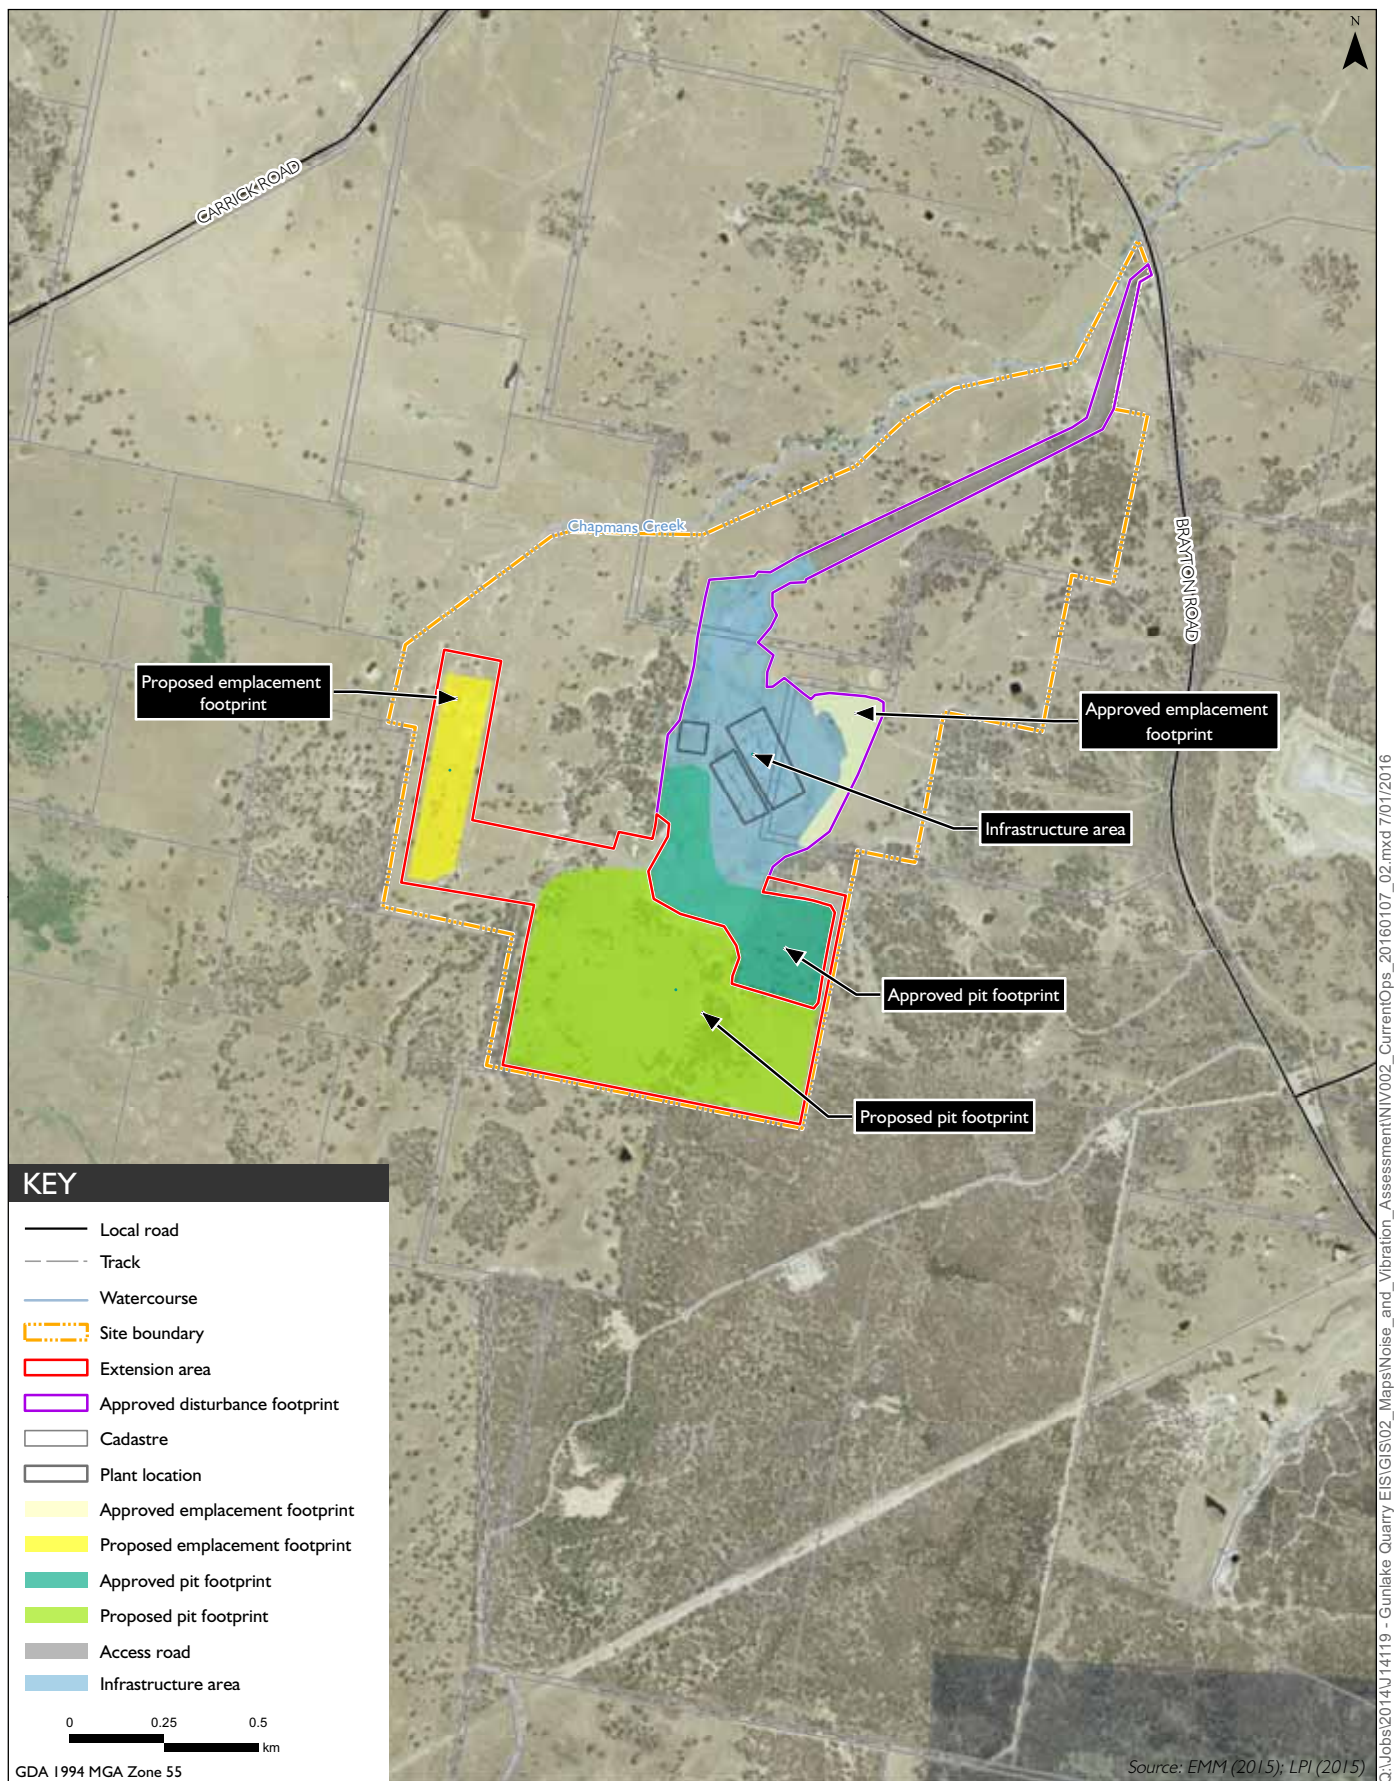 N
CARRICK ROAD
Chapmans Creek
BRAYTON ROAD
Proposed emplacement
footprint
Approved emplacement
footprint
Infrastructure area
Approved pit footprint
Proposed pit footprint
KEY
Local road
Track
Watercourse
Site boundary
Extension area
Approved disturbance footprint
Cadastre
Plant location
Approved emplacement footprint
Proposed emplacement footprint
Approved pit footprint
Proposed pit footprint
Access road
Infrastructure area
0 0.25 0.5
km
GDA 1994 MGA Zone 55
Source: EMM (2015); LPI (2015)
Q:\Jobs\2014\J14119 - Gunlake Quarry EIS\GIS\02_Maps\Noise_and_Vibration_Assessment\NIV002_CurrentOps_20160107_02.mxd 7/01/2016